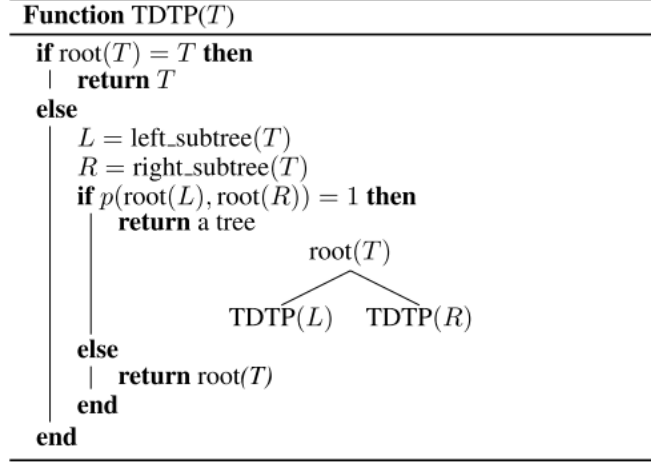 Function TDTP(T)
if root(T) = T then
return T
else
L = left_subtree(T)
R = right_subtree(T)
if p(root(L), root(R)) = 1 then
return a tree
root(T)
TDTP(L) TDTP(R)
else
return root(T)
end
end